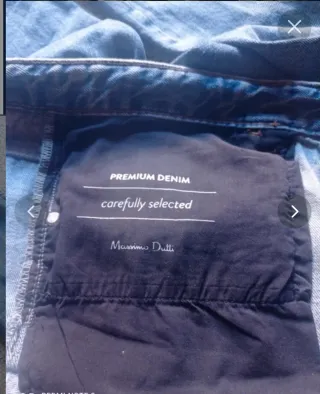 PREMIUM DENIM
carefully selected
Massimo Dutti